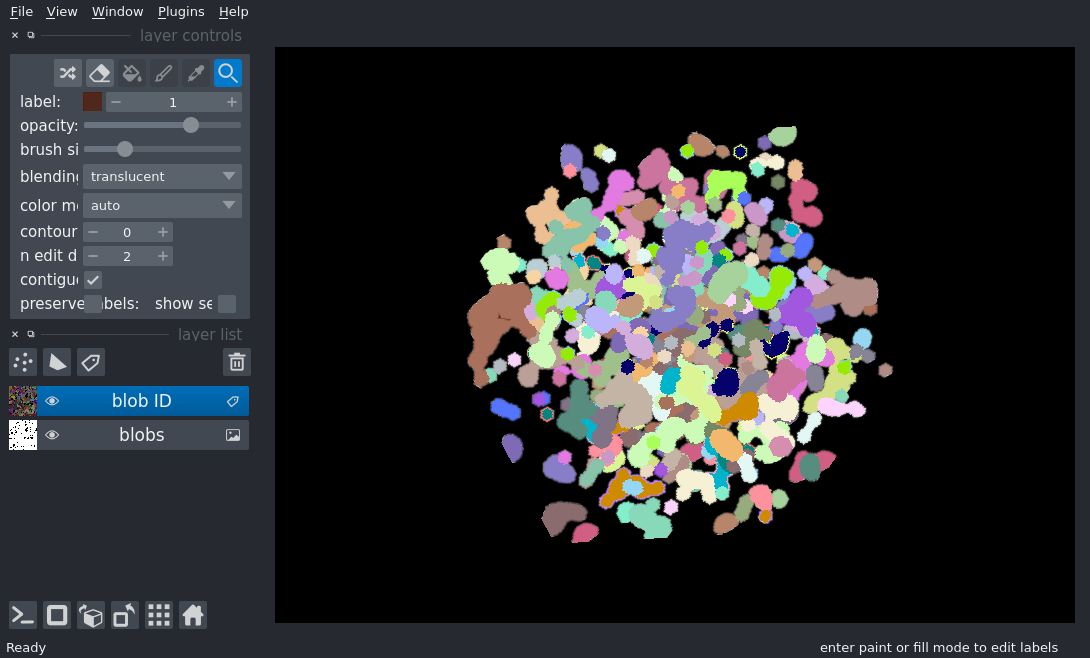 File View Window Plugins Help
layer controls
label: 1
opacity:
brush si
blending translucent
color m auto
contour 0
n edit d 2
contigu
preserve abels: show se
layer list
blob ID
blobs
Ready
enter paint or fill mode to edit labels